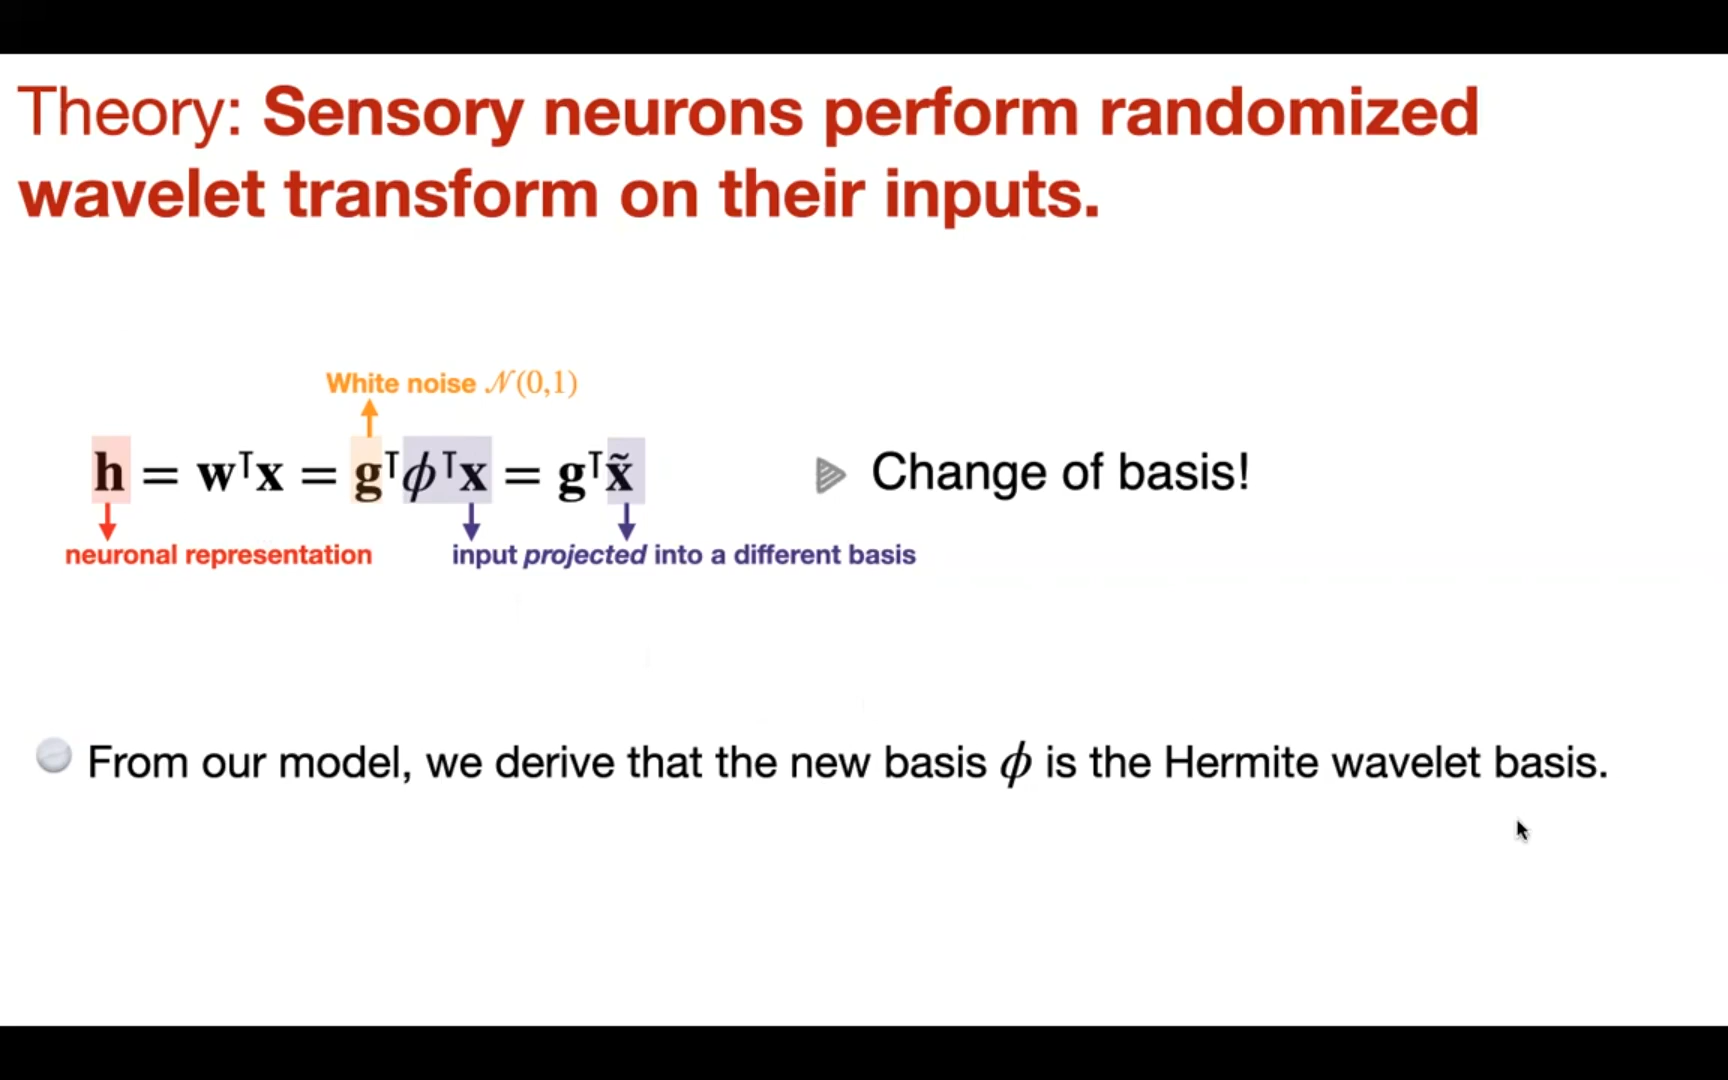 Theory: Sensory neurons perform randomized
wavelet transform on their inputs.
White noise 𝒩(0,1)
h = wᵀx = gᵀϕᵀx = gᵀx̃
Change of basis!
neuronal representation
input projected into a different basis
From our model, we derive that the new basis ϕ is the Hermite wavelet basis.